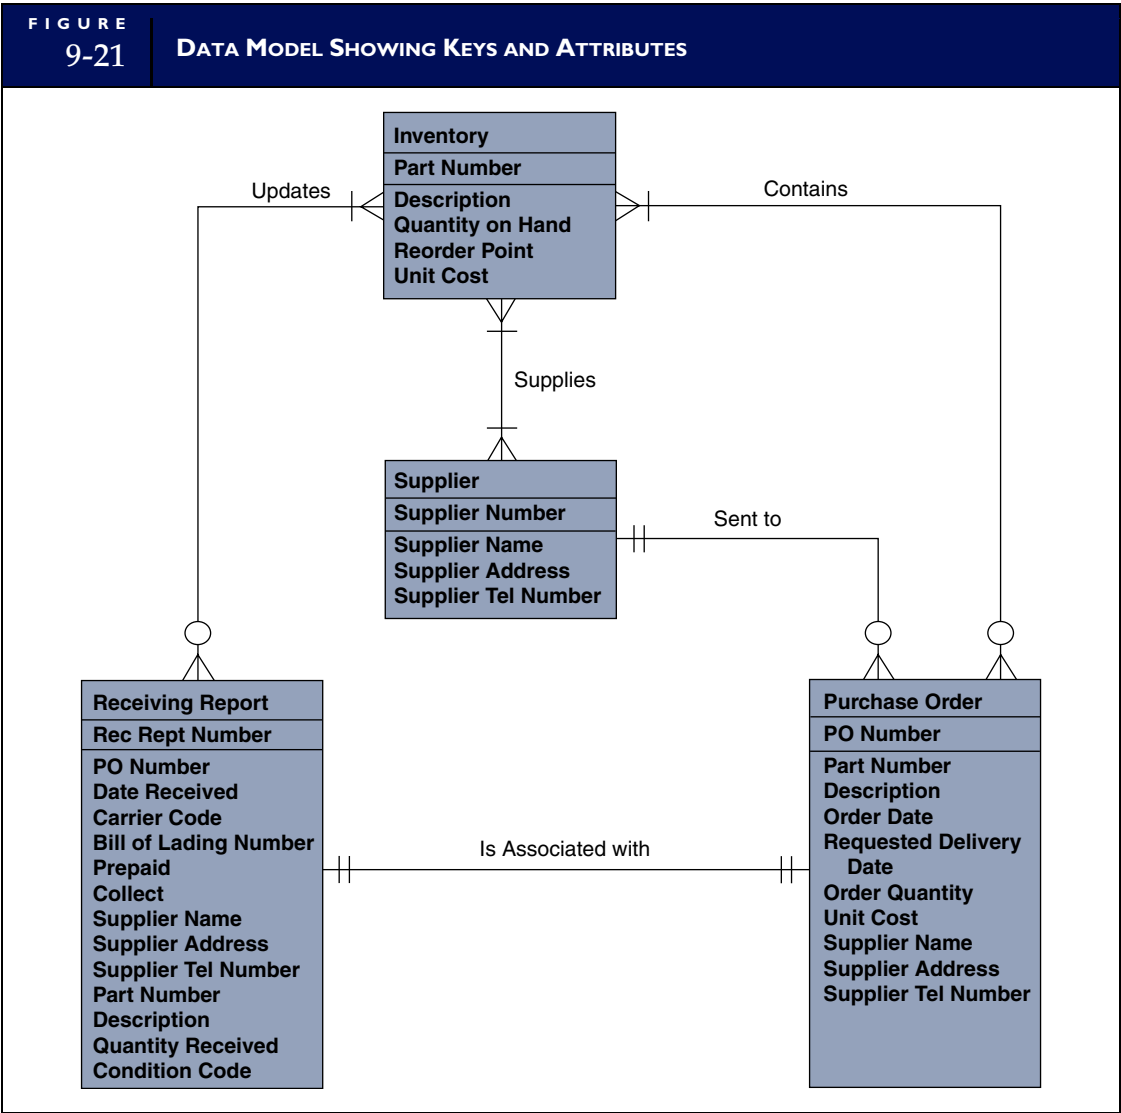 FIGURE
9-21
DATA MODEL SHOWING KEYS AND ATTRIBUTES
Inventory
Part Number
Description
Quantity on Hand
Reorder Point
Unit Cost
Updates
Contains
Supplies
Supplier
Supplier Number
Supplier Name
Supplier Address
Supplier Tel Number
Sent to
Receiving Report
Rec Rept Number
PO Number
Date Received
Carrier Code
Bill of Lading Number
Prepaid
Collect
Supplier Name
Supplier Address
Supplier Tel Number
Part Number
Description
Quantity Received
Condition Code
Is Associated with
Purchase Order
PO Number
Part Number
Description
Order Date
Requested Delivery
Date
Order Quantity
Unit Cost
Supplier Name
Supplier Address
Supplier Tel Number